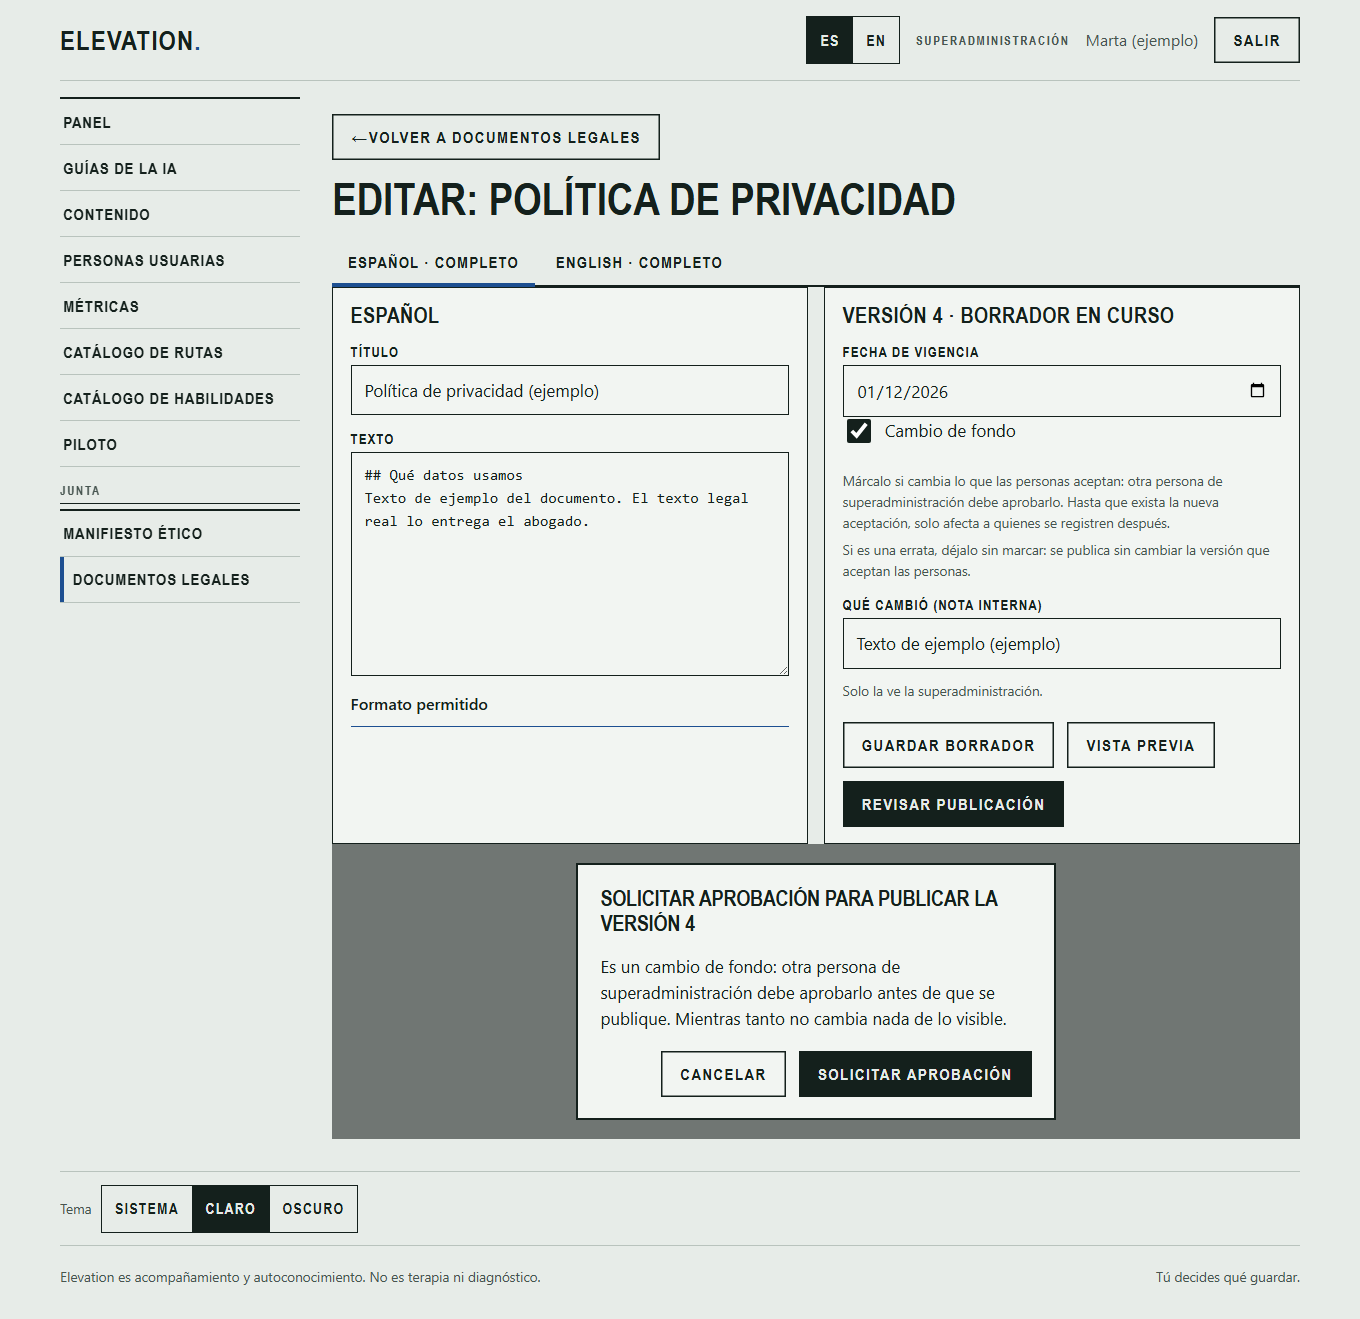 ELEVATION.
ES EN SUPERADMINISTRACIÓN Marta (ejemplo) SALIR
PANEL
GUÍAS DE LA IA
CONTENIDO
PERSONAS USUARIAS
MÉTRICAS
CATÁLOGO DE RUTAS
CATÁLOGO DE HABILIDADES
PILOTO
JUNTA
MANIFIESTO ÉTICO
DOCUMENTOS LEGALES
←VOLVER A DOCUMENTOS LEGALES
EDITAR: POLÍTICA DE PRIVACIDAD
ESPAÑOL · COMPLETO ENGLISH · COMPLETO
ESPAÑOL
TÍTULO
Política de privacidad (ejemplo)
TEXTO
## Qué datos usamos
Texto de ejemplo del documento. El texto legal
real lo entrega el abogado.
Formato permitido
VERSIÓN 4 · BORRADOR EN CURSO
FECHA DE VIGENCIA
01/12/2026
Cambio de fondo
Márcalo si cambia lo que las personas aceptan: otra persona de
superadministración debe aprobarlo. Hasta que exista la nueva
aceptación, solo afecta a quienes se registren después.
Si es una errata, déjalo sin marcar: se publica sin cambiar la versión que
aceptan las personas.
QUÉ CAMBIÓ (NOTA INTERNA)
Texto de ejemplo (ejemplo)
Solo la ve la superadministración.
GUARDAR BORRADOR VISTA PREVIA
REVISAR PUBLICACIÓN
SOLICITAR APROBACIÓN PARA PUBLICAR LA
VERSIÓN 4
Es un cambio de fondo: otra persona de
superadministración debe aprobarlo antes de que se
publique. Mientras tanto no cambia nada de lo visible.
CANCELAR SOLICITAR APROBACIÓN
Tema SISTEMA CLARO OSCURO
Elevation es acompañamiento y autoconocimiento. No es terapia ni diagnóstico.
Tú decides qué guardar.